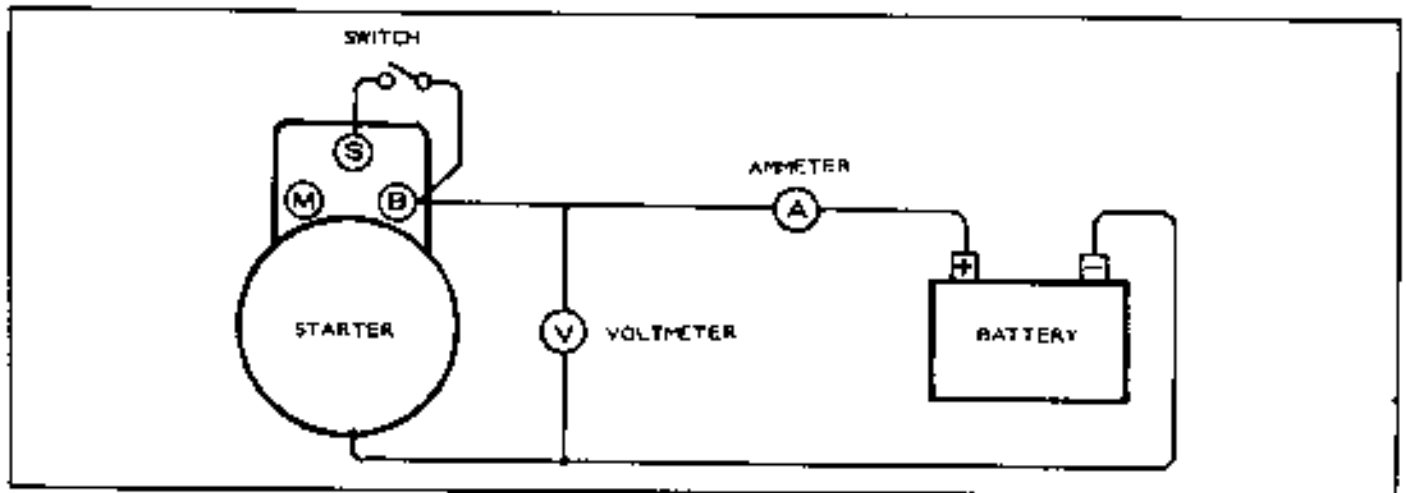 SWITCH
S
AMMETER
M
B
A
+
−
STARTER
V
VOLTMETER
BATTERY